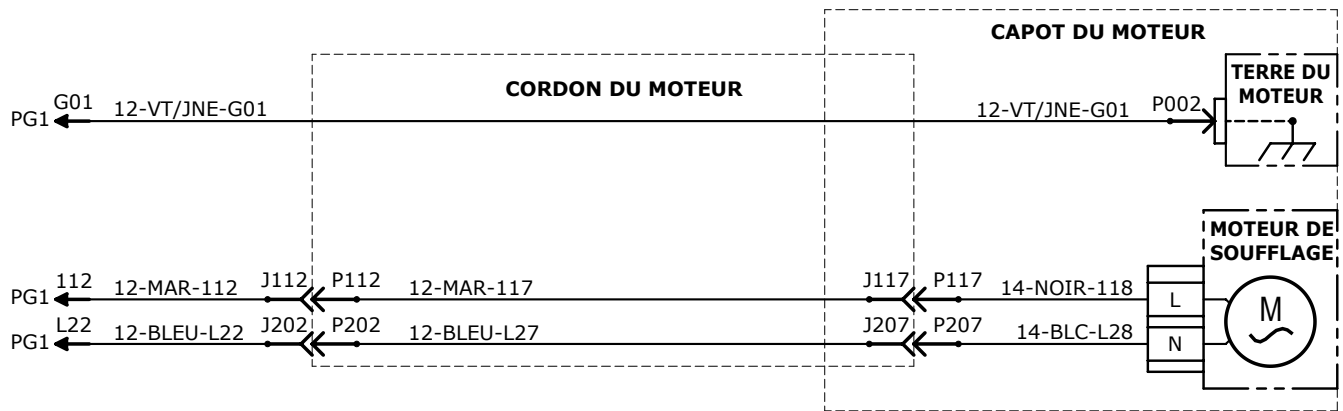 CAPOT DU MOTEUR
CORDON DU MOTEUR
TERRE DU
MOTEUR
PG1 G01 12-VT/JNE-G01 12-VT/JNE-G01 P002
MOTEUR DE
SOUFFLAGE
PG1 112 12-MAR-112 J112 P112 12-MAR-117 J117 P117 14-NOIR-118 L
M
PG1 L22 12-BLEU-L22 J202 P202 12-BLEU-L27 J207 P207 14-BLC-L28 N